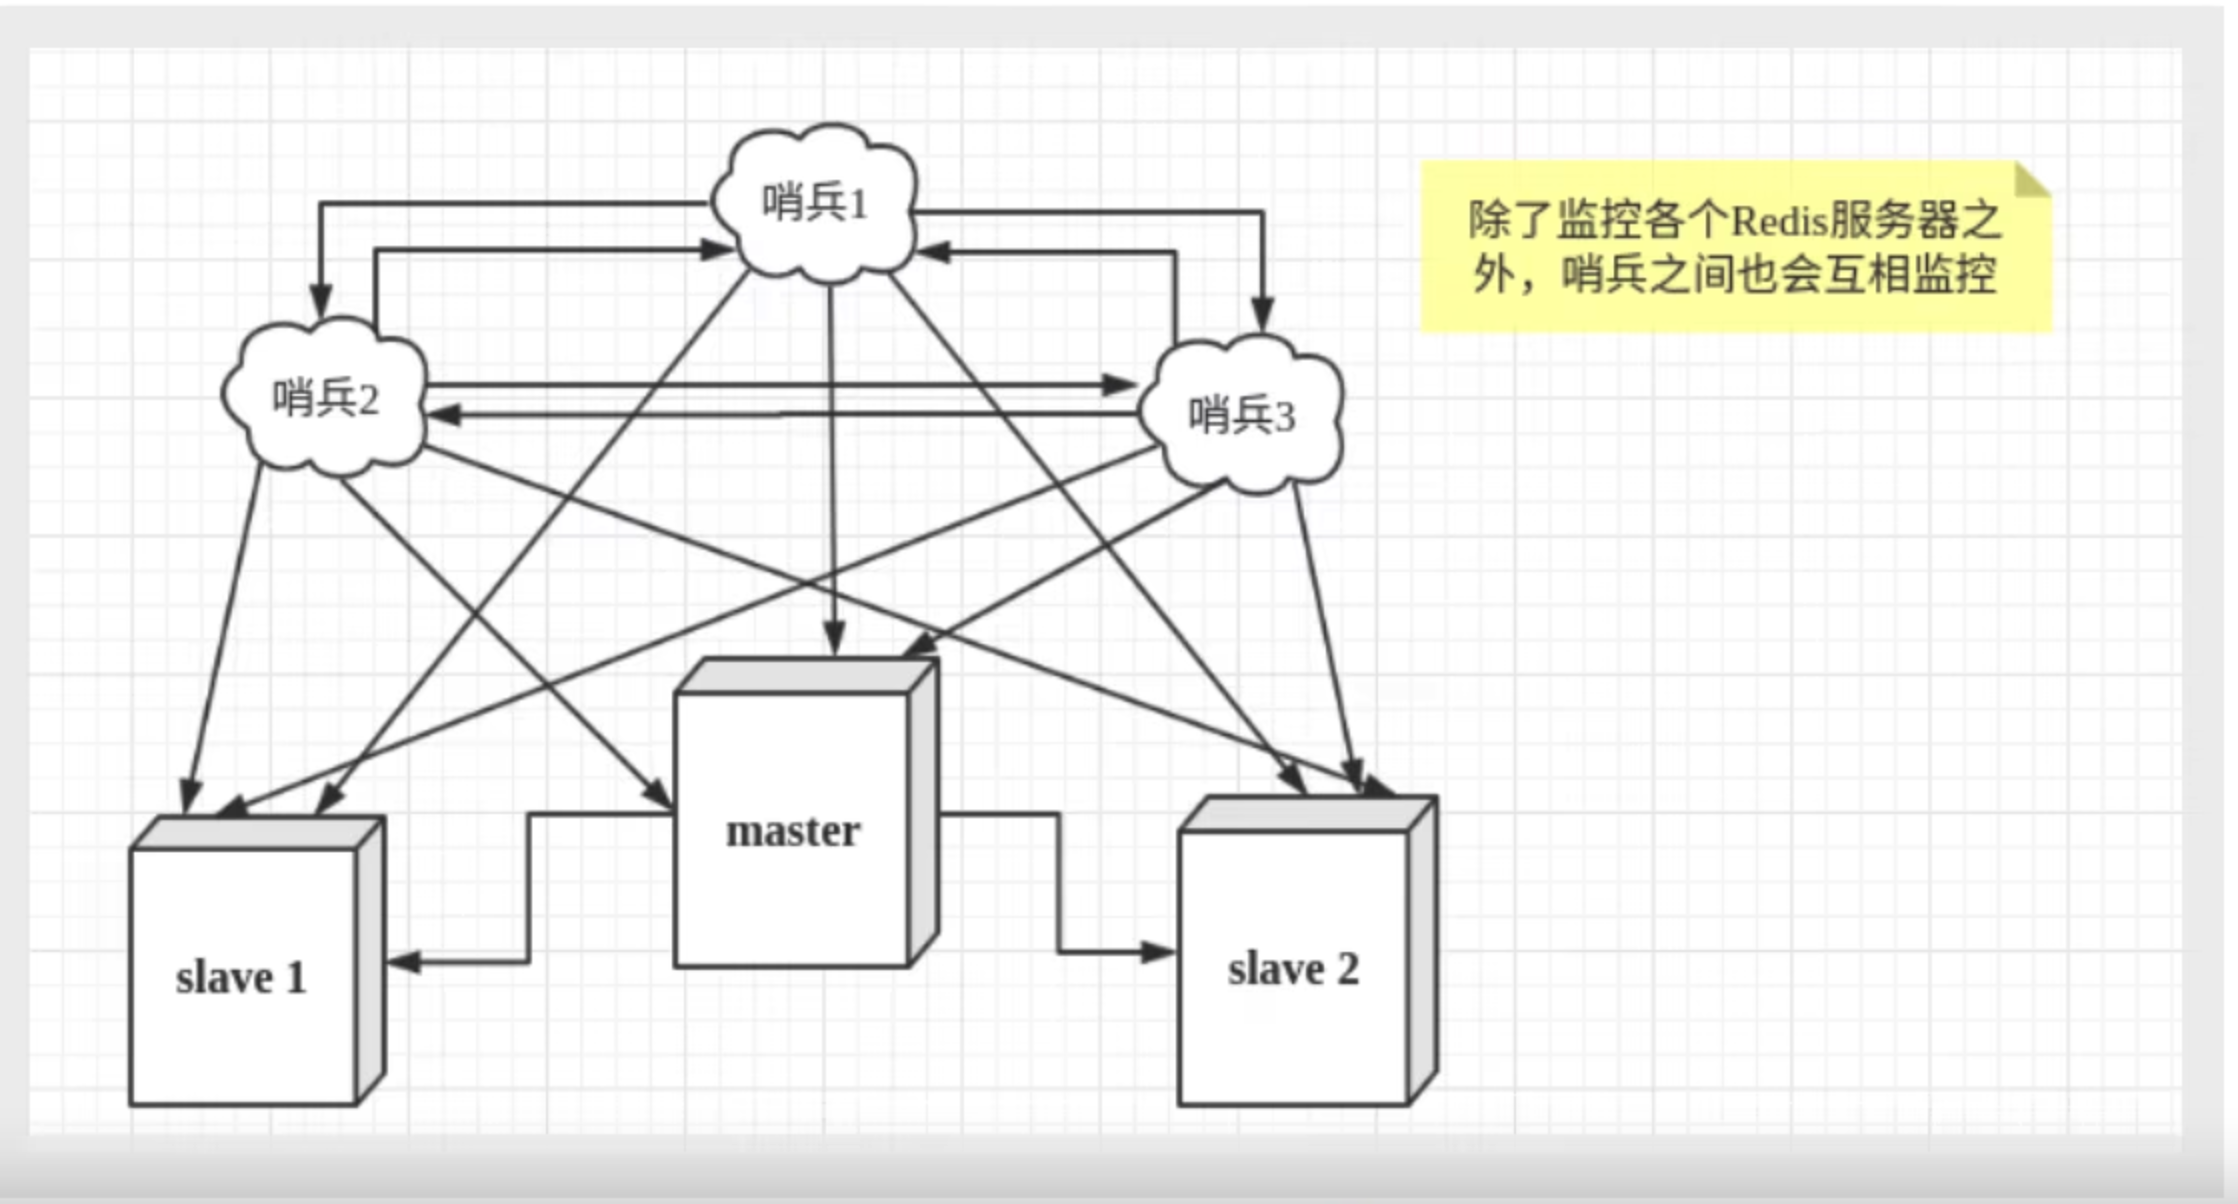 哨兵1
除了监控各个Redis服务器之
外，哨兵之间也会互相监控
哨兵2
哨兵3
master
slave 1
slave 2